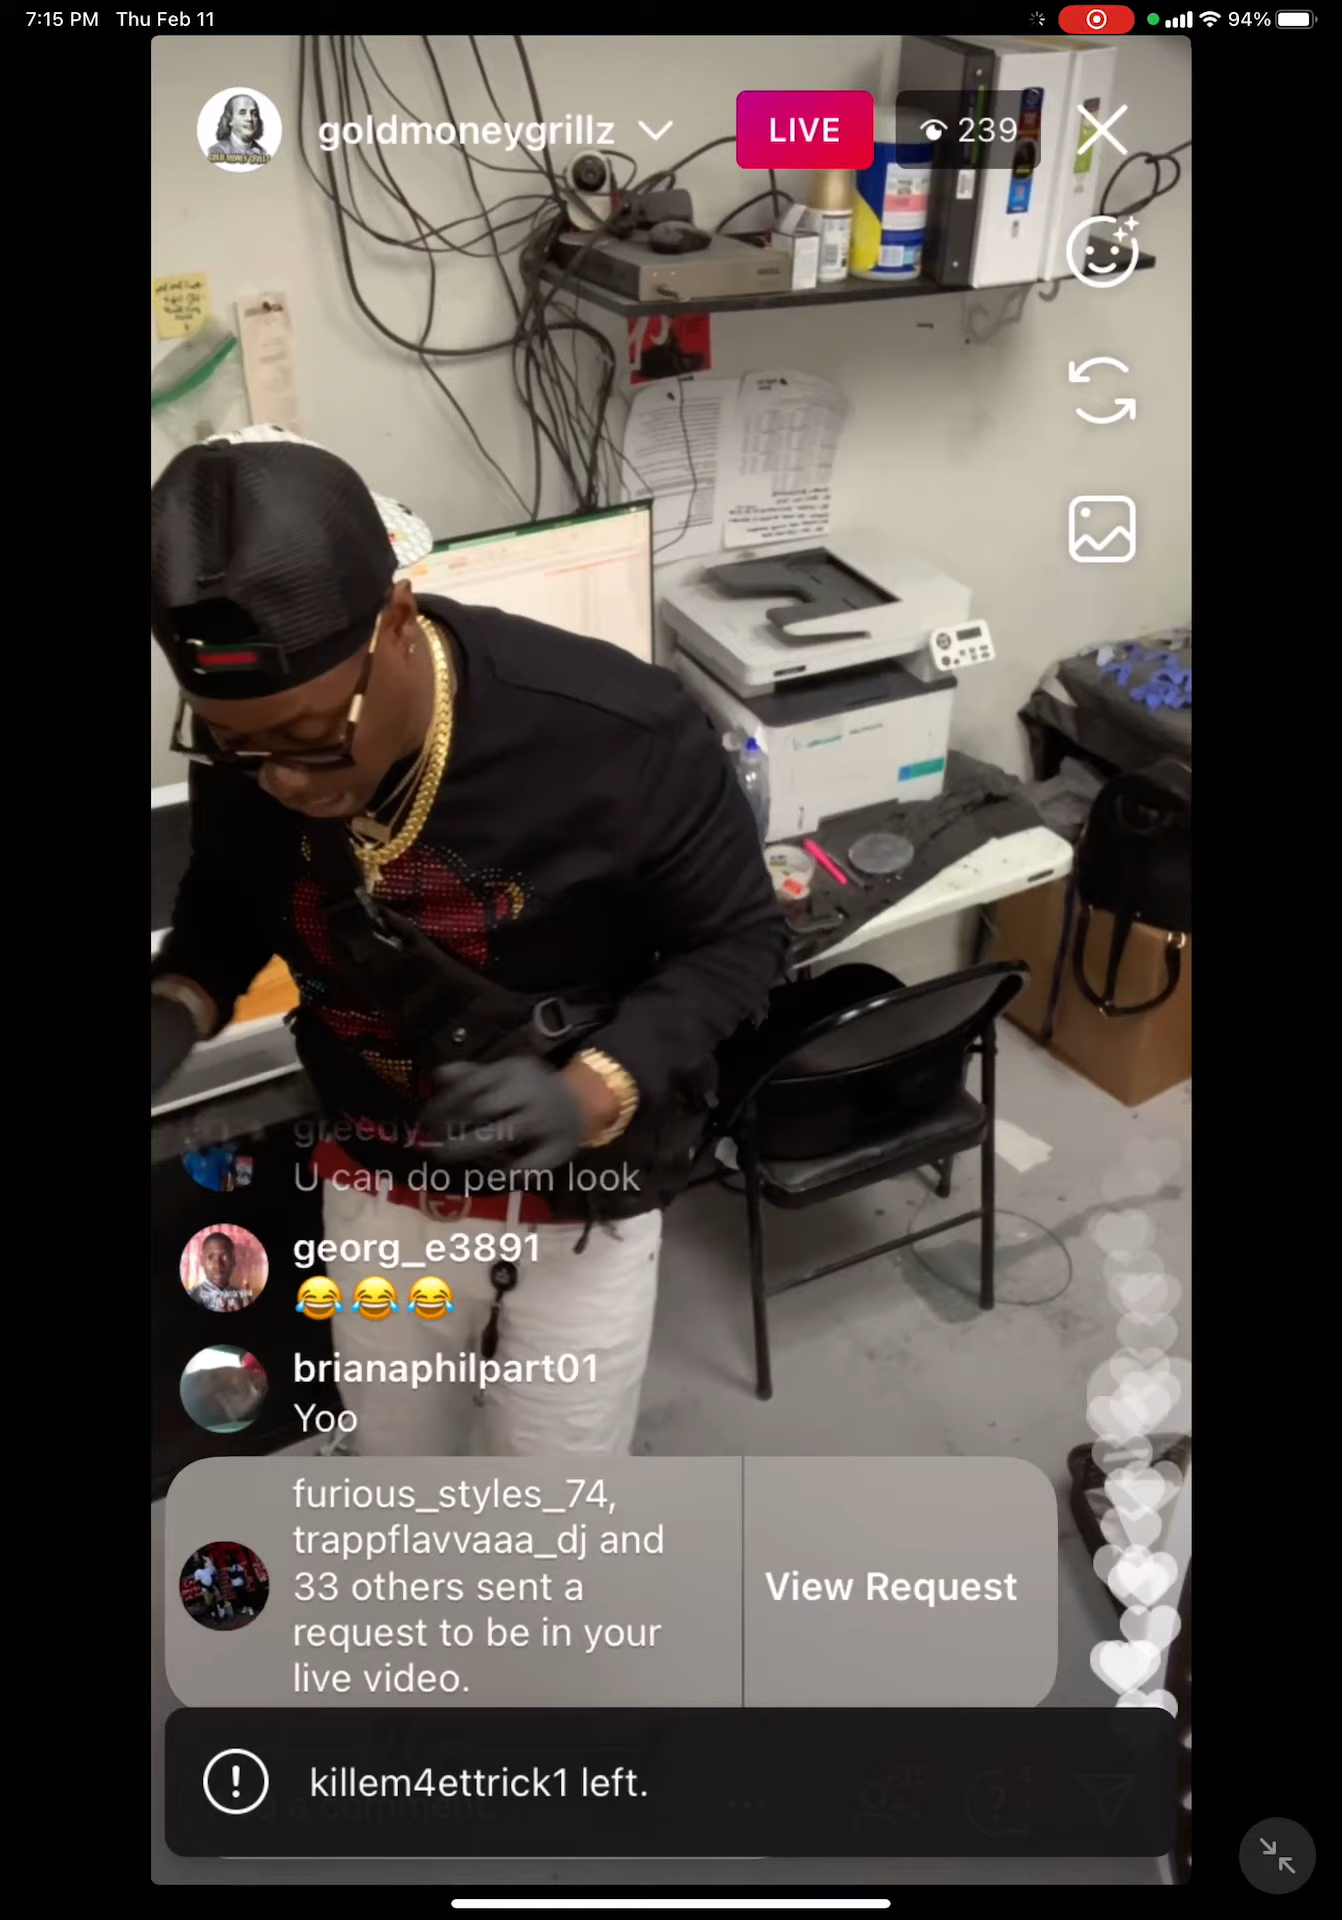 7:15 PM Thu Feb 11
94%
goldmoneygrillz
LIVE
239
U can do perm look
georg_e3891
😂😂😂
brianaphilpart01
Yoo
furious_styles_74,
trappflavvaaa_dj and
33 others sent a
request to be in your
live video.
View Request
killem4ettrick1 left.